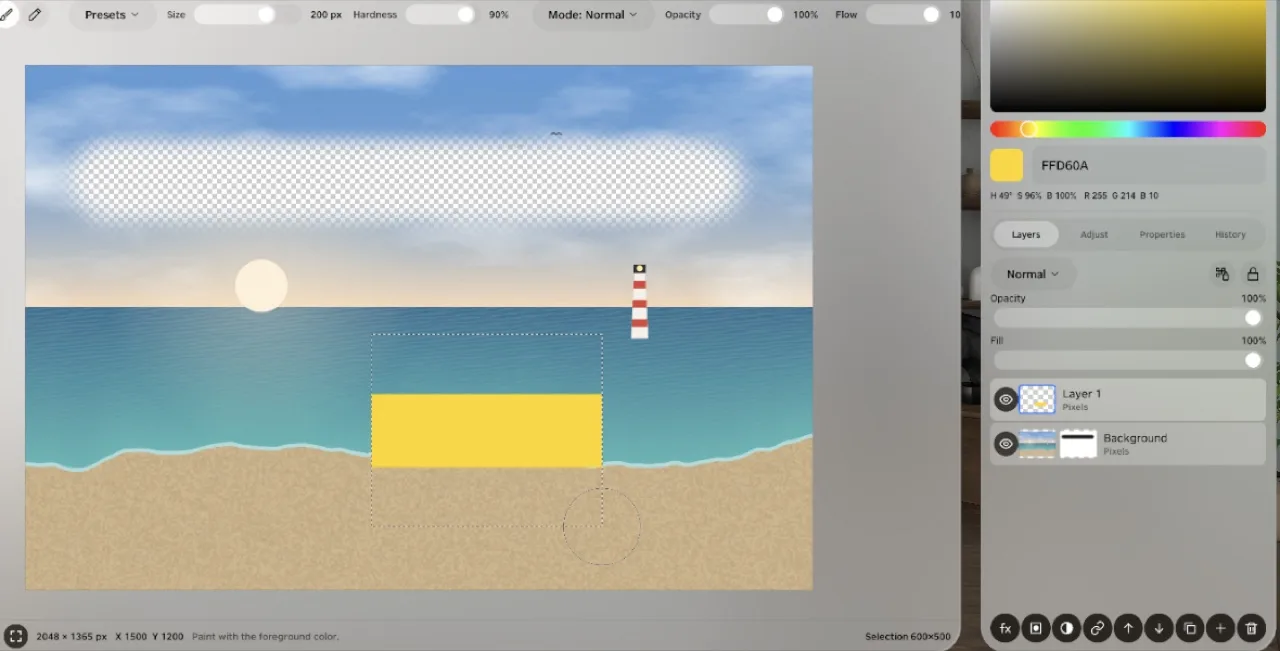 Presets Size 200 px Hardness 90% Mode: Normal Opacity 100% Flow 10
FFD60A
H 49° S 96% B 100% R 255 G 214 B 10
Layers Adjust Properties History
Normal
Opacity 100%
Fill 100%
Layer 1
Pixels
Background
Pixels
fx
2048 × 1365 px X 1500 Y 1200 Paint with the foreground color. Selection 600×500